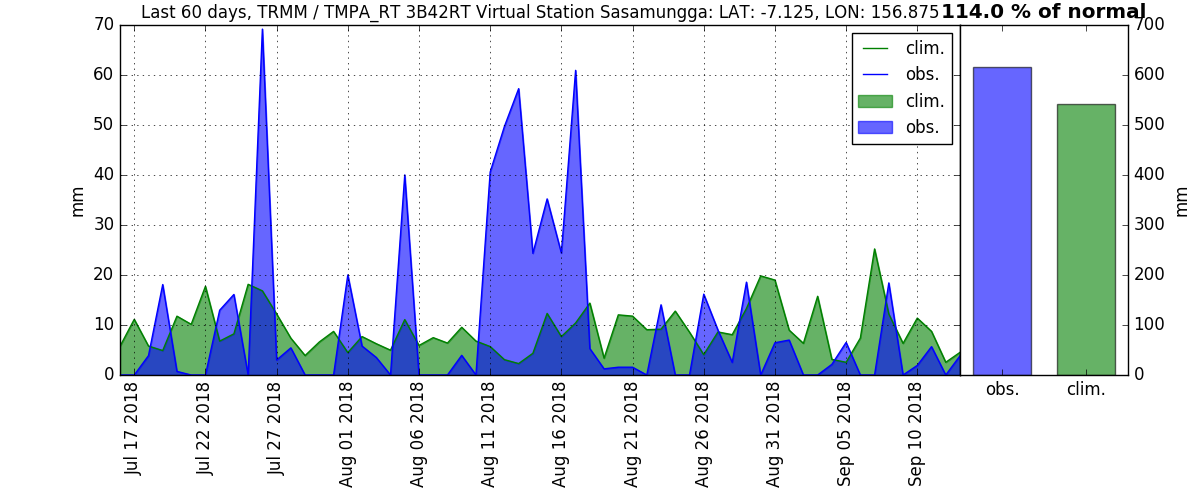 Last 60 days, TRMM / TMPA_RT 3B42RT Virtual Station Sasamungga: LAT: -7.125, LON: 156.875
114.0 % of normal
70
60
50
40
30
20
10
0
mm
clim.
obs.
clim.
obs.
700
600
500
400
300
200
100
0
mm
Jul 17 2018
Jul 22 2018
Jul 27 2018
Aug 01 2018
Aug 06 2018
Aug 11 2018
Aug 16 2018
Aug 21 2018
Aug 26 2018
Aug 31 2018
Sep 05 2018
Sep 10 2018
obs.
clim.